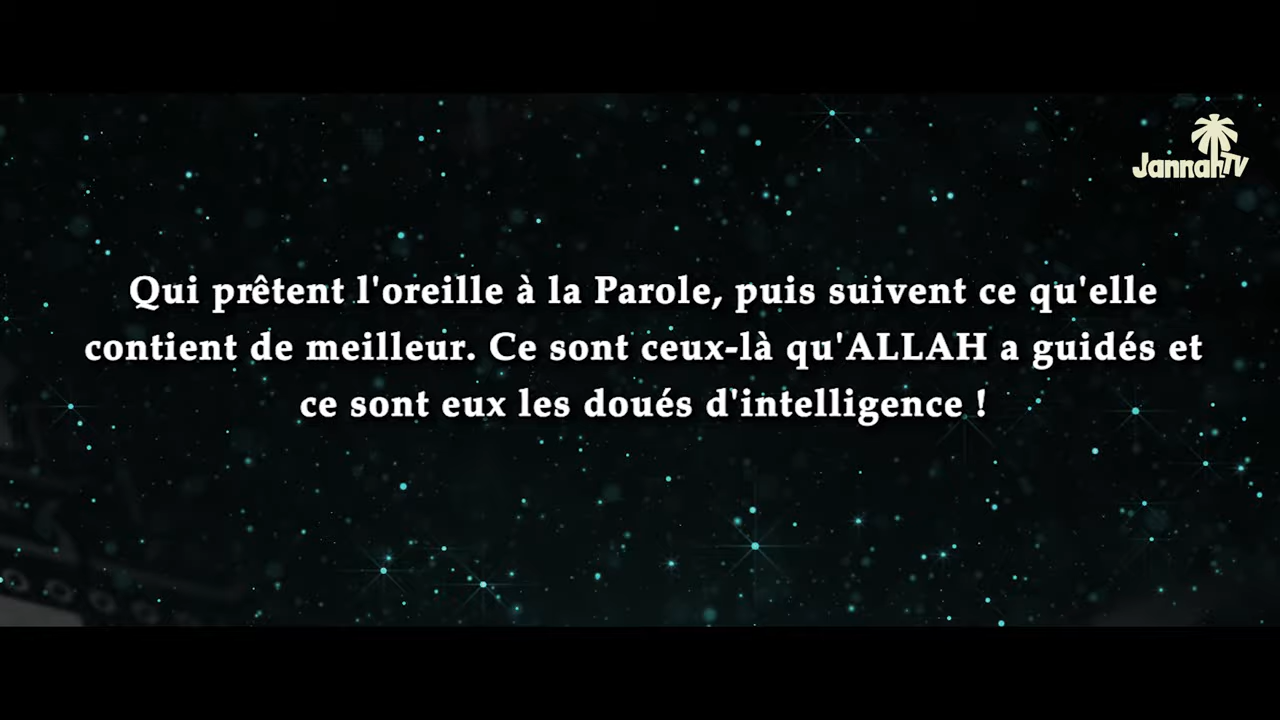 JannahTV
Qui prêtent l'oreille à la Parole, puis suivent ce qu'elle
contient de meilleur. Ce sont ceux-là qu'ALLAH a guidés et
ce sont eux les doués d'intelligence !